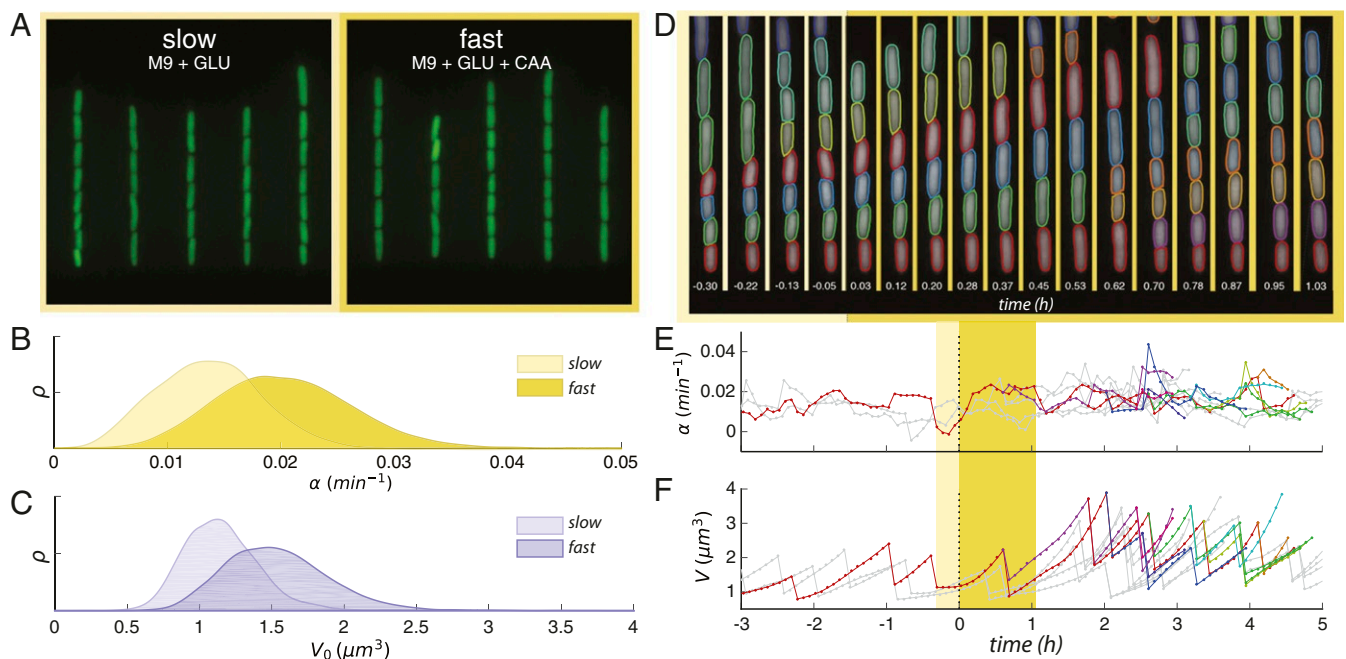 A
slow
M9 + GLU
fast
M9 + GLU + CAA
B
ρ
slow
fast
0 0.01 0.02 0.03 0.04 0.05
α (min⁻¹)
C
ρ
slow
fast
0 0.5 1 1.5 2 2.5 3 3.5 4
V₀ (μm³)
D
-0.30 -0.22 -0.13 -0.05 0.03 0.12 0.20 0.28 0.37 0.45 0.53 0.62 0.70 0.78 0.87 0.95 1.03
time (h)
E
α (min⁻¹)
0.04
0.02
0
F
V (μm³)
4
3
2
1
-3 -2 -1 0 1 2 3 4 5
time (h)